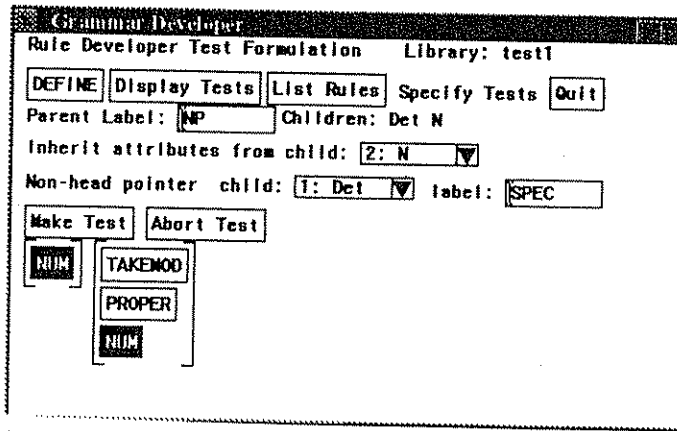 Grammar Developer
Rule Developer Test Formulation Library: test1
DEFINE Display Tests List Rules Specify Tests Quit
Parent Label: NP Children: Det N
Inherit attributes from child: 2: N
Non-head pointer child: 1: Det label: SPEC
Make Test Abort Test
NUM TAKEMOD
PROPER
NUM